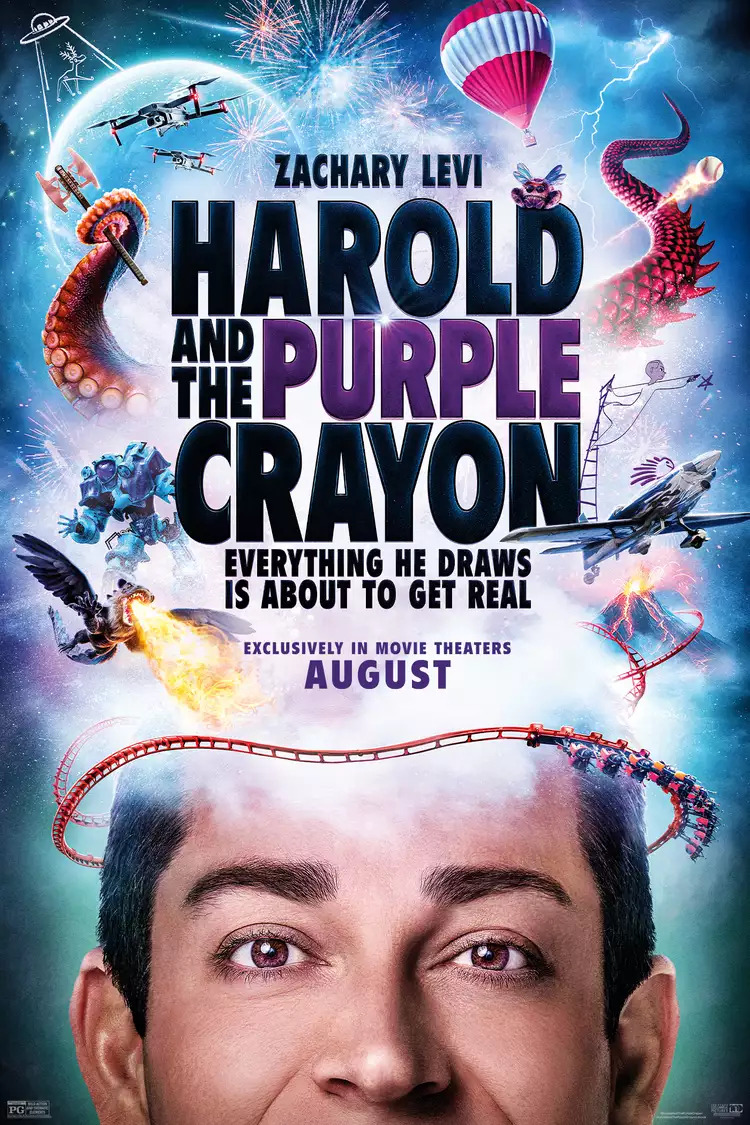 ZACHARY LEVI
HAROLD
AND
THE
PURPLE
CRAYON
EVERYTHING HE DRAWS
IS ABOUT TO GET REAL
EXCLUSIVELY IN MOVIE THEATERS
AUGUST
PG